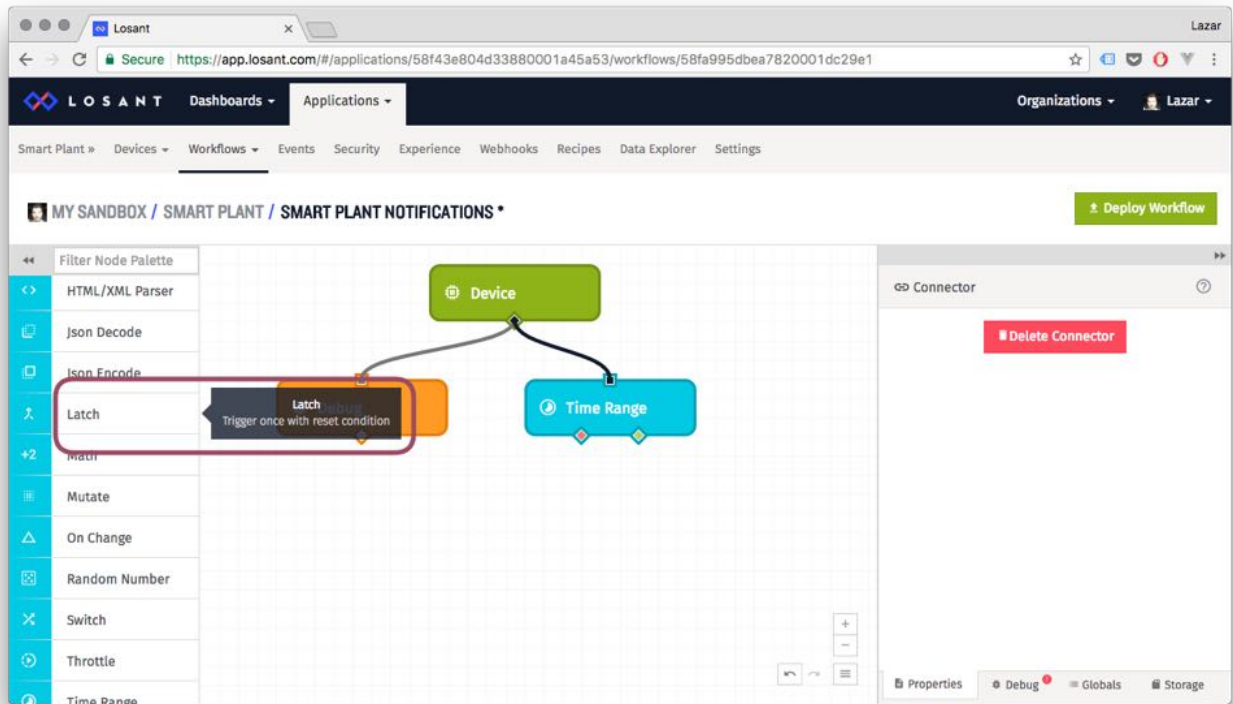 Losant
Lazar
Secure https://app.losant.com/#/applications/58f43e804d33880001a45a53/workflows/58fa995dbea7820001dc29e1
LOSANT Dashboards Applications Organizations Lazar
Smart Plant » Devices Workflows Events Security Experience Webhooks Recipes Data Explorer Settings
MY SANDBOX / SMART PLANT / SMART PLANT NOTIFICATIONS * Deploy Workflow
Filter Node Palette
HTML/XML Parser
Device
Connector
Json Decode
Delete Connector
Json Encode
Latch
Latch
Trigger once with reset condition
Debug
Time Range
+2 Math
Mutate
On Change
Random Number
Switch
Throttle
Time Range
Properties Debug Globals Storage